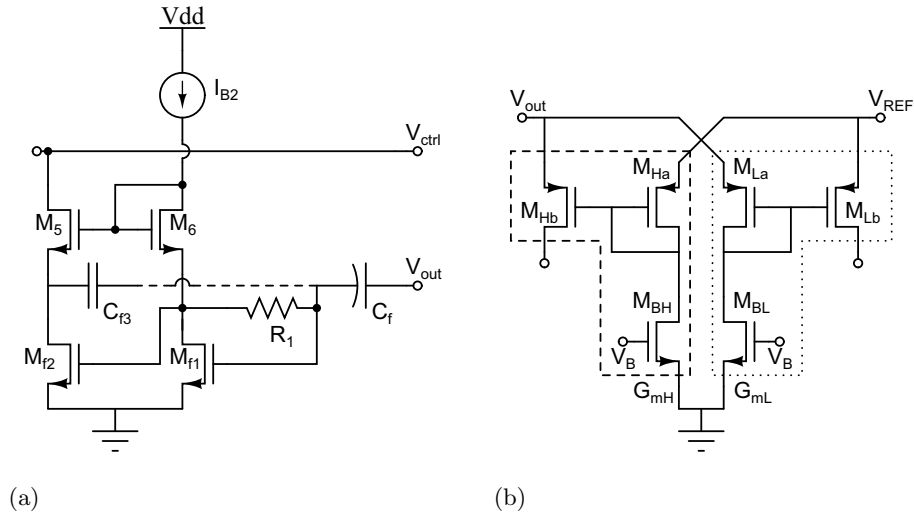 Vdd
I_B2
V_ctrl
M_5
M_6
C_f3
R_1
C_f
V_out
M_f2
M_f1
(a)
V_out
V_REF
M_Ha
M_La
M_Hb
M_Lb
M_BH
M_BL
V_B
V_B
G_mH
G_mL
(b)